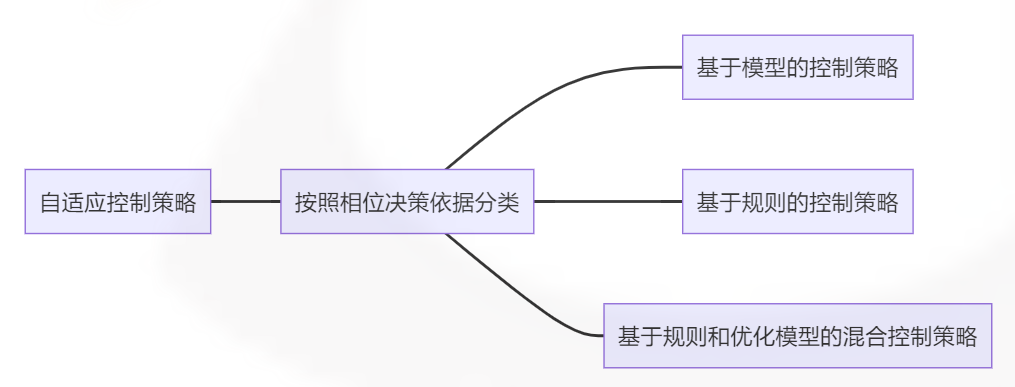 自适应控制策略
按照相位决策依据分类
基于模型的控制策略
基于规则的控制策略
基于规则和优化模型的混合控制策略